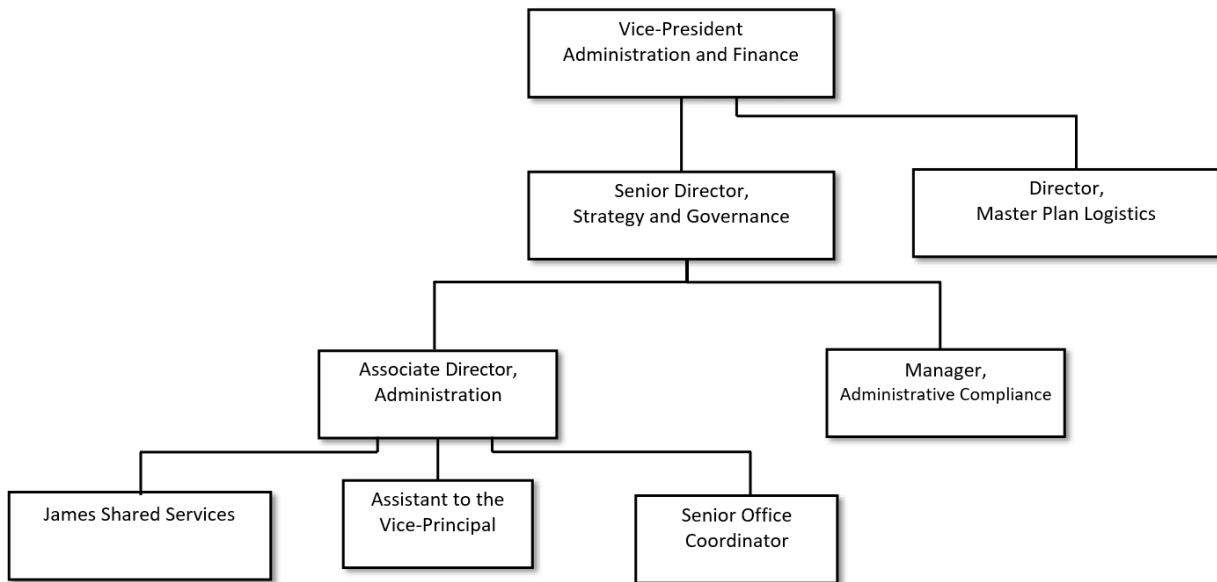 Vice-President
Administration and Finance
Senior Director,
Strategy and Governance
Director,
Master Plan Logistics
Associate Director,
Administration
Manager,
Administrative Compliance
James Shared Services
Assistant to the
Vice-Principal
Senior Office
Coordinator